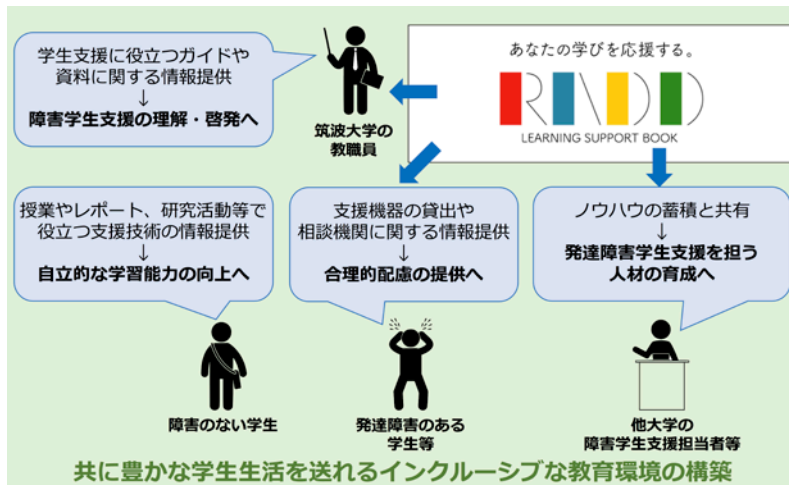 学生支援に役立つガイドや
資料に関する情報提供
↓
障害学生支援の理解・啓発へ
筑波大学の
教職員
あなたの学びを応援する。
RADD
LEARNING SUPPORT BOOK
授業やレポート、研究活動等で
役立つ支援技術の情報提供
↓
自立的な学習能力の向上へ
障害のない学生
支援機器の貸出や
相談機関に関する情報提供
↓
合理的配慮の提供へ
発達障害のある
学生等
ノウハウの蓄積と共有
↓
発達障害学生支援を担う
人材の育成へ
他大学の
障害学生支援担当者等
共に豊かな学生生活を送れるインクルーシブな教育環境の構築